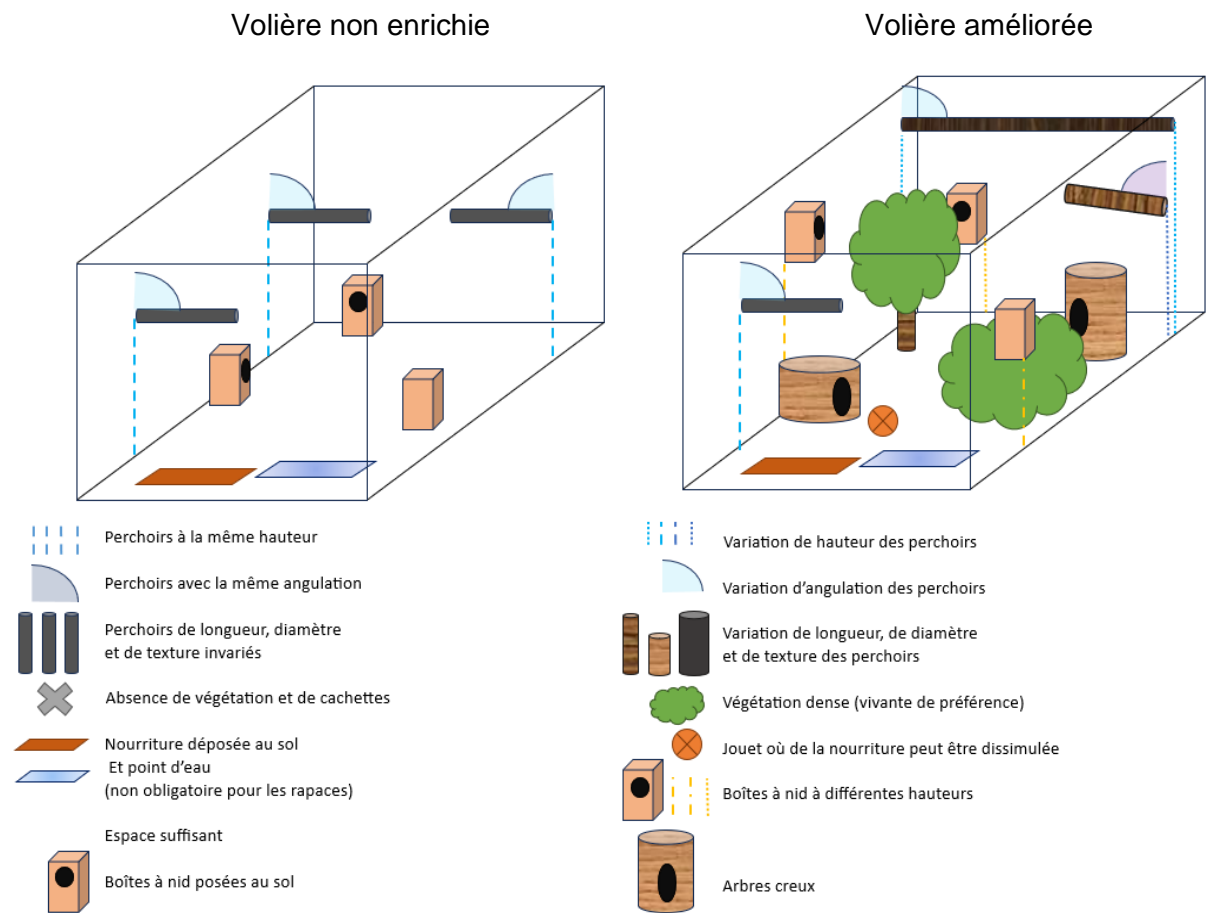 Volière non enrichie
Perchoirs à la même hauteur
Perchoirs avec la même angulation
Perchoirs de longueur, diamètre
et de texture invariés
Absence de végétation et de cachettes
Nourriture déposée au sol
Et point d'eau
(non obligatoire pour les rapaces)
Espace suffisant
Boîtes à nid posées au sol
Volière améliorée
Variation de hauteur des perchoirs
Variation d'angulation des perchoirs
Variation de longueur, de diamètre
et de texture des perchoirs
Végétation dense (vivante de préférence)
Jouet où de la nourriture peut être dissimulée
Boîtes à nid à différentes hauteurs
Arbres creux